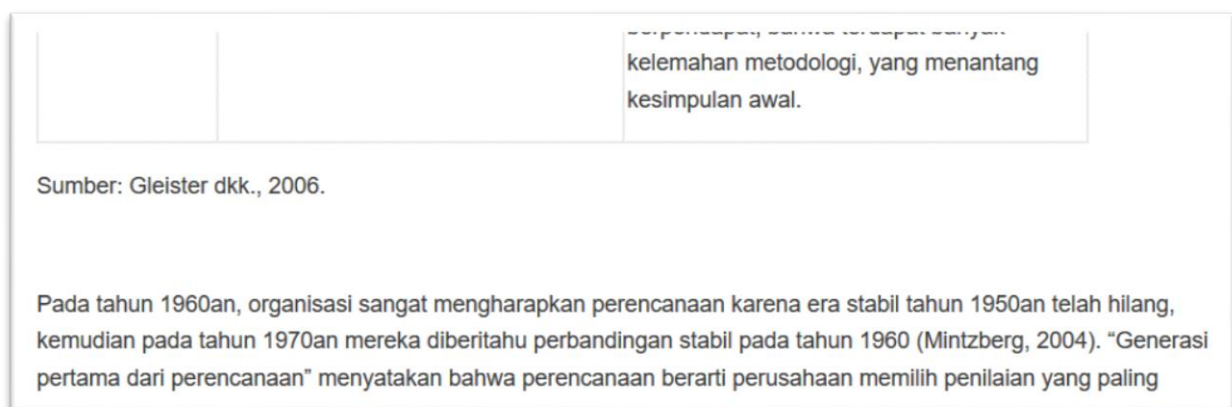 kelemahan metodologi, yang menantang
kesimpulan awal.
Sumber: Gleister dkk., 2006.
Pada tahun 1960an, organisasi sangat mengharapkan perencanaan karena era stabil tahun 1950an telah hilang,
kemudian pada tahun 1970an mereka diberitahu perbandingan stabil pada tahun 1960 (Mintzberg, 2004). “Generasi
pertama dari perencanaan” menyatakan bahwa perencanaan berarti perusahaan memilih penilaian yang paling